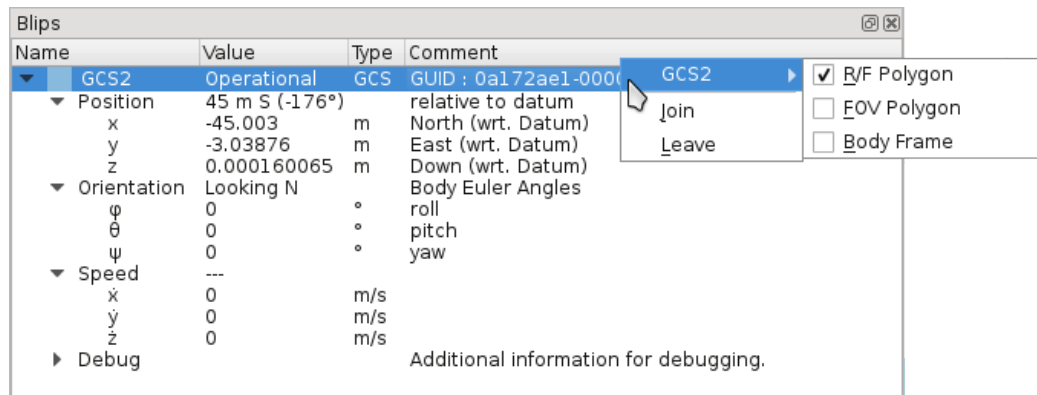 Blips
Name Value Type Comment
GCS2 Operational GCS GUID : 0a172ae1-000 GCS2 R/F Polygon
Position 45 m S (-176°) relative to datum Join FOV Polygon
x -45.003 m North (wrt. Datum)
y -3.03876 m East (wrt. Datum) Leave Body Frame
z 0.000160065 m Down (wrt. Datum)
Orientation Looking N Body Euler Angles
φ 0 ° roll
θ 0 ° pitch
ψ 0 ° yaw
Speed ---
ẋ 0 m/s
ẏ 0 m/s
ż 0 m/s
Debug Additional information for debugging.